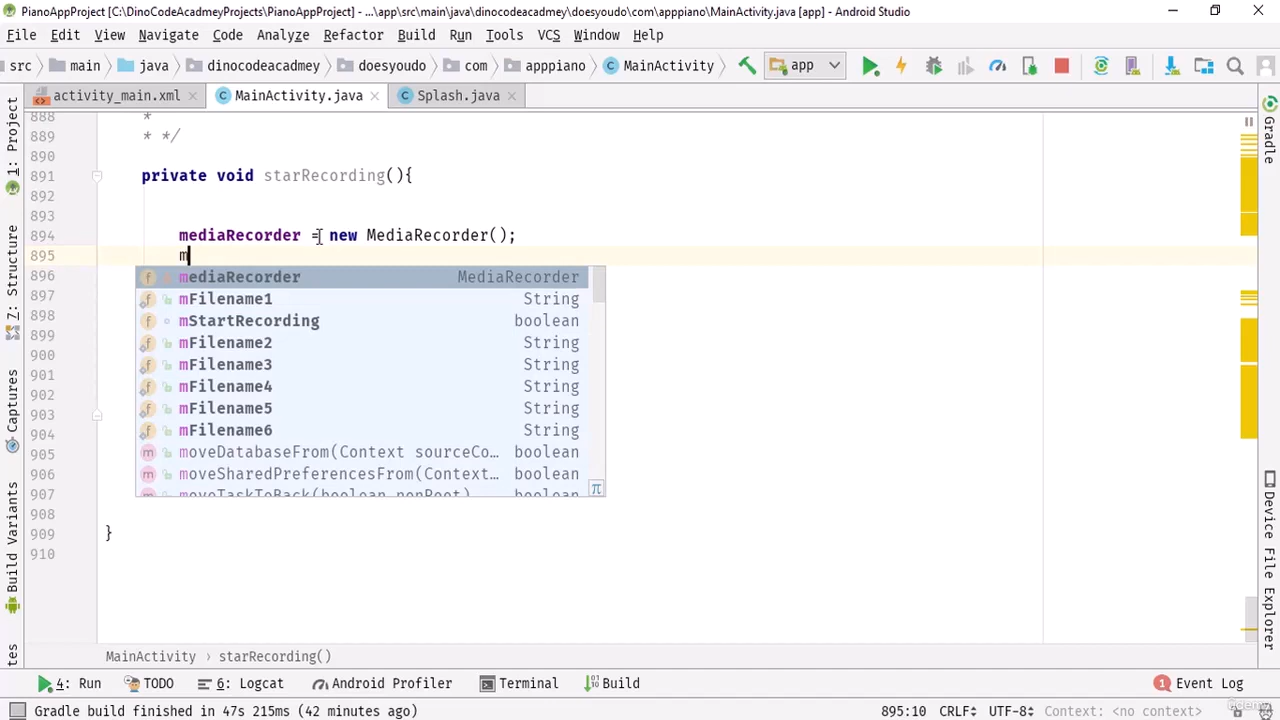 PianoAppProject [C:\DinoCodeAcadmeyProjects\PianoAppProject] - ...\app\src\main\java\dinocodeacadmey\doesyoudo\com\apppiano\MainActivity.java [app] - Android Studio
File Edit View Navigate Code Analyze Refactor Build Run Tools VCS Window Help
src main java dinocodeacadmey doesyoudo com apppiano MainActivity app
activity_main.xml MainActivity.java Splash.java
1: Project
Z: Structure
Captures
Build Variants
tes
888 *
889 * */
890
891 private void starRecording(){
892
893
894 mediaRecorder = new MediaRecorder();
895 m
896 mediaRecorder MediaRecorder
897 mFilename1 String
898 mStartRecording boolean
899 mFilename2 String
900 mFilename3 String
901 mFilename4 String
902 mFilename5 String
903 mFilename6 String
904 moveDatabaseFrom(Context sourceCo... boolean
905 moveSharedPreferencesFrom(Context... boolean
906 moveTaskToBack(boolean nonRoot) boolean
907
908
909 }
910
Gradle
Device File Explorer
MainActivity › starRecording()
4: Run TODO 6: Logcat Android Profiler Terminal Build 1 Event Log
Gradle build finished in 47s 215ms (42 minutes ago) 895:10 CRLF UTF-8 Context: <no context>